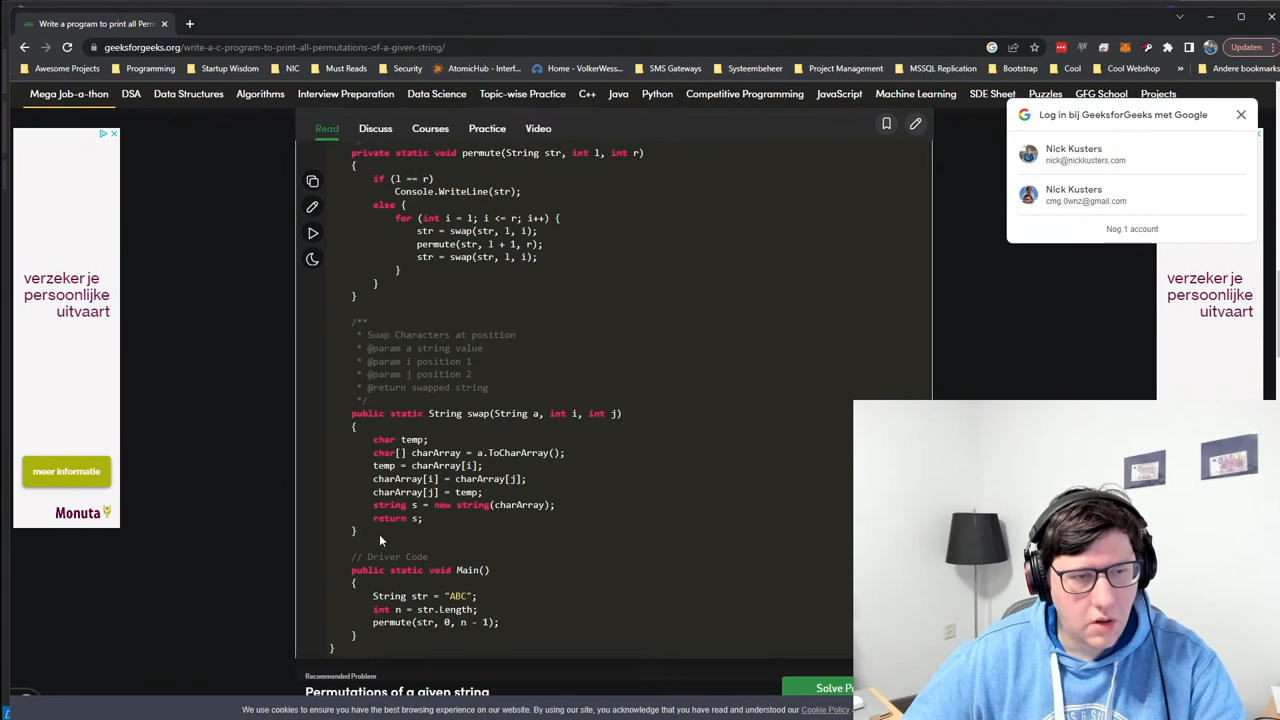 Write a program to print all Perm
geeksforgeeks.org/write-a-c-program-to-print-all-permutations-of-a-given-string/
Updaten
Awesome Projects
Programming
Startup Wisdom
NIC
Must Reads
Security
AtomicHub - Interf...
Home - VolkerWess...
SMS Gateways
Systeembeheer
Project Management
MSSQL Replication
Bootstrap
Cool
Cool Webshop
»
Andere bookmarks
Mega Job-a-thon
DSA
Data Structures
Algorithms
Interview Preparation
Data Science
Topic-wise Practice
C++
Java
Python
Competitive Programming
JavaScript
Machine Learning
SDE Sheet
Puzzles
GFG School
Projects
Read
Discuss
Courses
Practice
Video
Log in bij GeeksforGeeks met Google
Nick Kusters
nick@nickkusters.com
Nick Kusters
cmg.0wnz@gmail.com
Nog 1 account
private static void permute(String str, int l, int r)
{
if (l == r)
Console.WriteLine(str);
else {
for (int i = l; i <= r; i++) {
str = swap(str, l, i);
permute(str, l + 1, r);
str = swap(str, l, i);
}
}
}
/**
* Swap Characters at position
* @param a string value
* @param i position 1
* @param j position 2
* @return swapped string
*/
public static String swap(String a, int i, int j)
{
char temp;
char[] charArray = a.ToCharArray();
temp = charArray[i];
charArray[i] = charArray[j];
charArray[j] = temp;
string s = new string(charArray);
return s;
}
// Driver Code
public static void Main()
{
String str = "ABC";
int n = str.Length;
permute(str, 0, n - 1);
}
}
verzeker je
persoonlijke
uitvaart
meer informatie
Monuta
verzeker je
persoonlijke
uitvaart
Recommended Problem
Permutations of a given string
Solve
We use cookies to ensure you have the best browsing experience on our website. By using our site, you acknowledge that you have read and understood our Cookie Policy